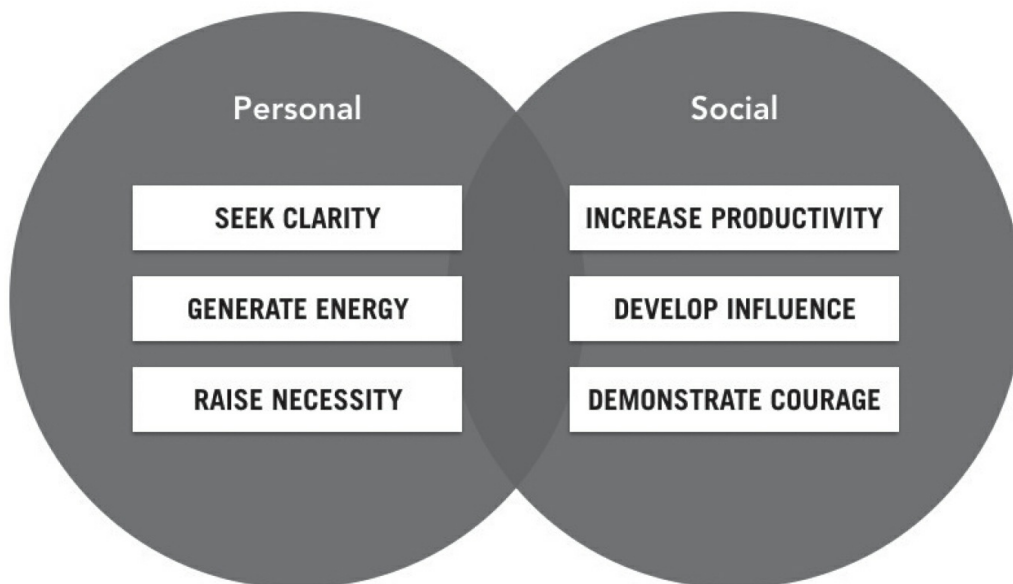 Personal
SEEK CLARITY
GENERATE ENERGY
RAISE NECESSITY
Social
INCREASE PRODUCTIVITY
DEVELOP INFLUENCE
DEMONSTRATE COURAGE